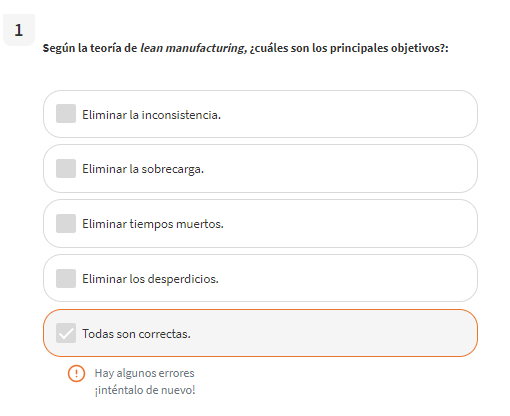 1
Según la teoría de lean manufacturing, ¿cuáles son los principales objetivos?:
Eliminar la inconsistencia.
Eliminar la sobrecarga.
Eliminar tiempos muertos.
Eliminar los desperdicios.
Todas son correctas.
Hay algunos errores
¡inténtalo de nuevo!